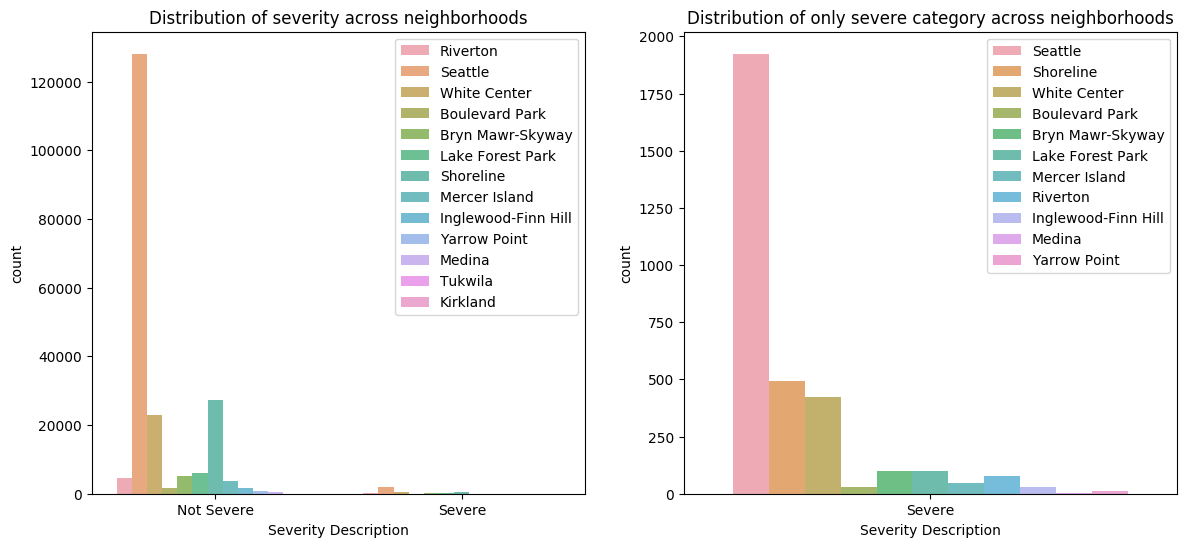 Distribution of severity across neighborhoods
120000
100000
80000
60000
40000
20000
0
count
Not Severe
Severe
Severity Description
Riverton
Seattle
White Center
Boulevard Park
Bryn Mawr-Skyway
Lake Forest Park
Shoreline
Mercer Island
Inglewood-Finn Hill
Yarrow Point
Medina
Tukwila
Kirkland
Distribution of only severe category across neighborhoods
2000
1750
1500
1250
1000
750
500
250
0
count
Severe
Severity Description
Seattle
Shoreline
White Center
Boulevard Park
Bryn Mawr-Skyway
Lake Forest Park
Mercer Island
Riverton
Inglewood-Finn Hill
Medina
Yarrow Point